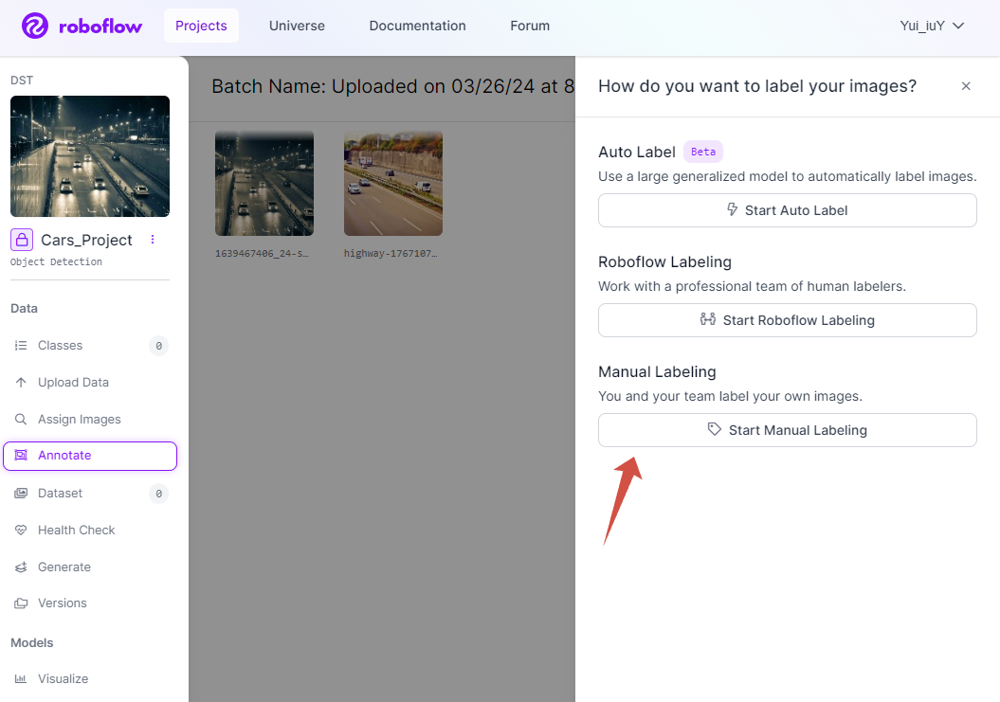 roboflow
Projects
Universe
Documentation
Forum
Yui_iuY
DST
Cars_Project
Object Detection
Data
Classes 0
Upload Data
Assign Images
Annotate
Dataset 0
Health Check
Generate
Versions
Models
Visualize
Batch Name: Uploaded on 03/26/24 at 8
1639467406_24-s…
highway-1767107…
How do you want to label your images?
Auto Label Beta
Use a large generalized model to automatically label images.
Start Auto Label
Roboflow Labeling
Work with a professional team of human labelers.
Start Roboflow Labeling
Manual Labeling
You and your team label your own images.
Start Manual Labeling